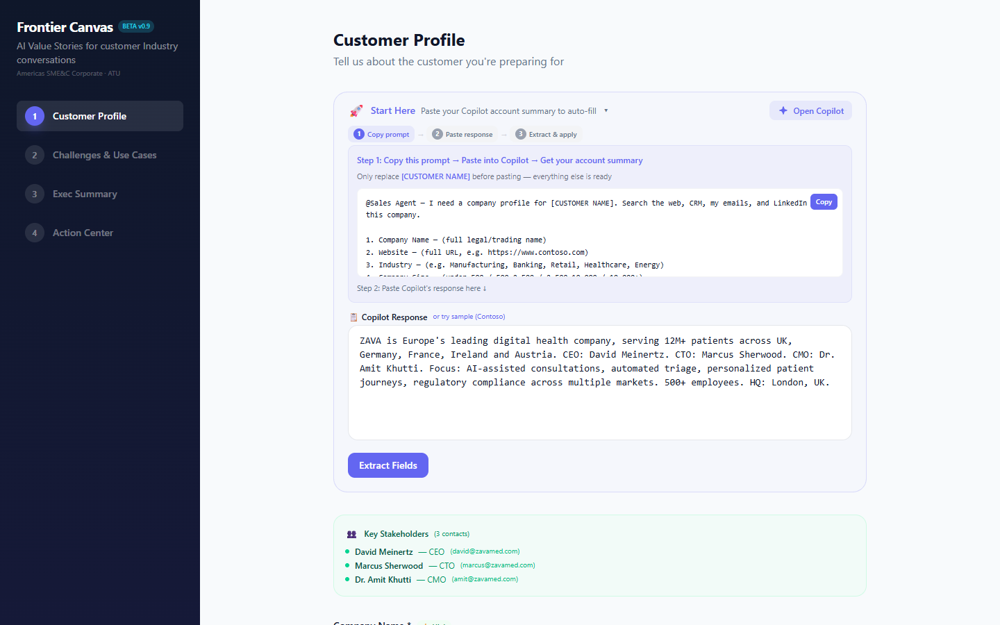 Frontier Canvas BETA v0.9
AI Value Stories for customer Industry
conversations
Americas SME&C Corporate · ATU
1 Customer Profile
2 Challenges & Use Cases
3 Exec Summary
4 Action Center
Customer Profile
Tell us about the customer you're preparing for
Start Here Paste your Copilot account summary to auto-fill ▾
Open Copilot
1 Copy prompt → 2 Paste response → 3 Extract & apply
Step 1: Copy this prompt → Paste into Copilot → Get your account summary
Only replace [CUSTOMER NAME] before pasting — everything else is ready
@Sales Agent — I need a company profile for [CUSTOMER NAME]. Search the web, CRM, my emails, and LinkedIn
Copy
this company.
1. Company Name — (full legal/trading name)
2. Website — (full URL, e.g. https://www.contoso.com)
3. Industry — (e.g. Manufacturing, Banking, Retail, Healthcare, Energy)
Step 2: Paste Copilot's response here ↓
Copilot Response or try sample (Contoso)
ZAVA is Europe's leading digital health company, serving 12M+ patients across UK,
Germany, France, Ireland and Austria. CEO: David Meinertz. CTO: Marcus Sherwood. CMO: Dr.
Amit Khutti. Focus: AI-assisted consultations, automated triage, personalized patient
journeys, regulatory compliance across multiple markets. 500+ employees. HQ: London, UK.
Extract Fields
Key Stakeholders (3 contacts)
David Meinertz — CEO (david@zavamed.com)
Marcus Sherwood — CTO (marcus@zavamed.com)
Dr. Amit Khutti — CMO (amit@zavamed.com)
Company Name *